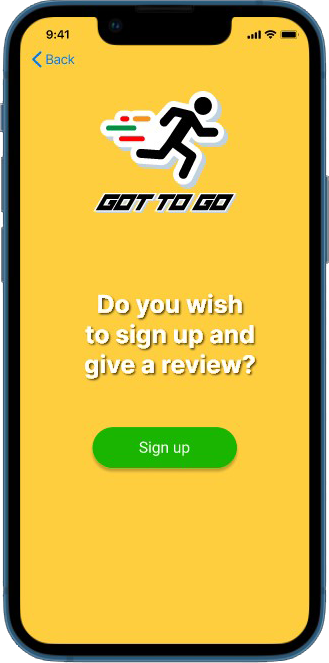 9:41
Back
GOT TO GO
Do you wish
to sign up and
give a review?
Sign up